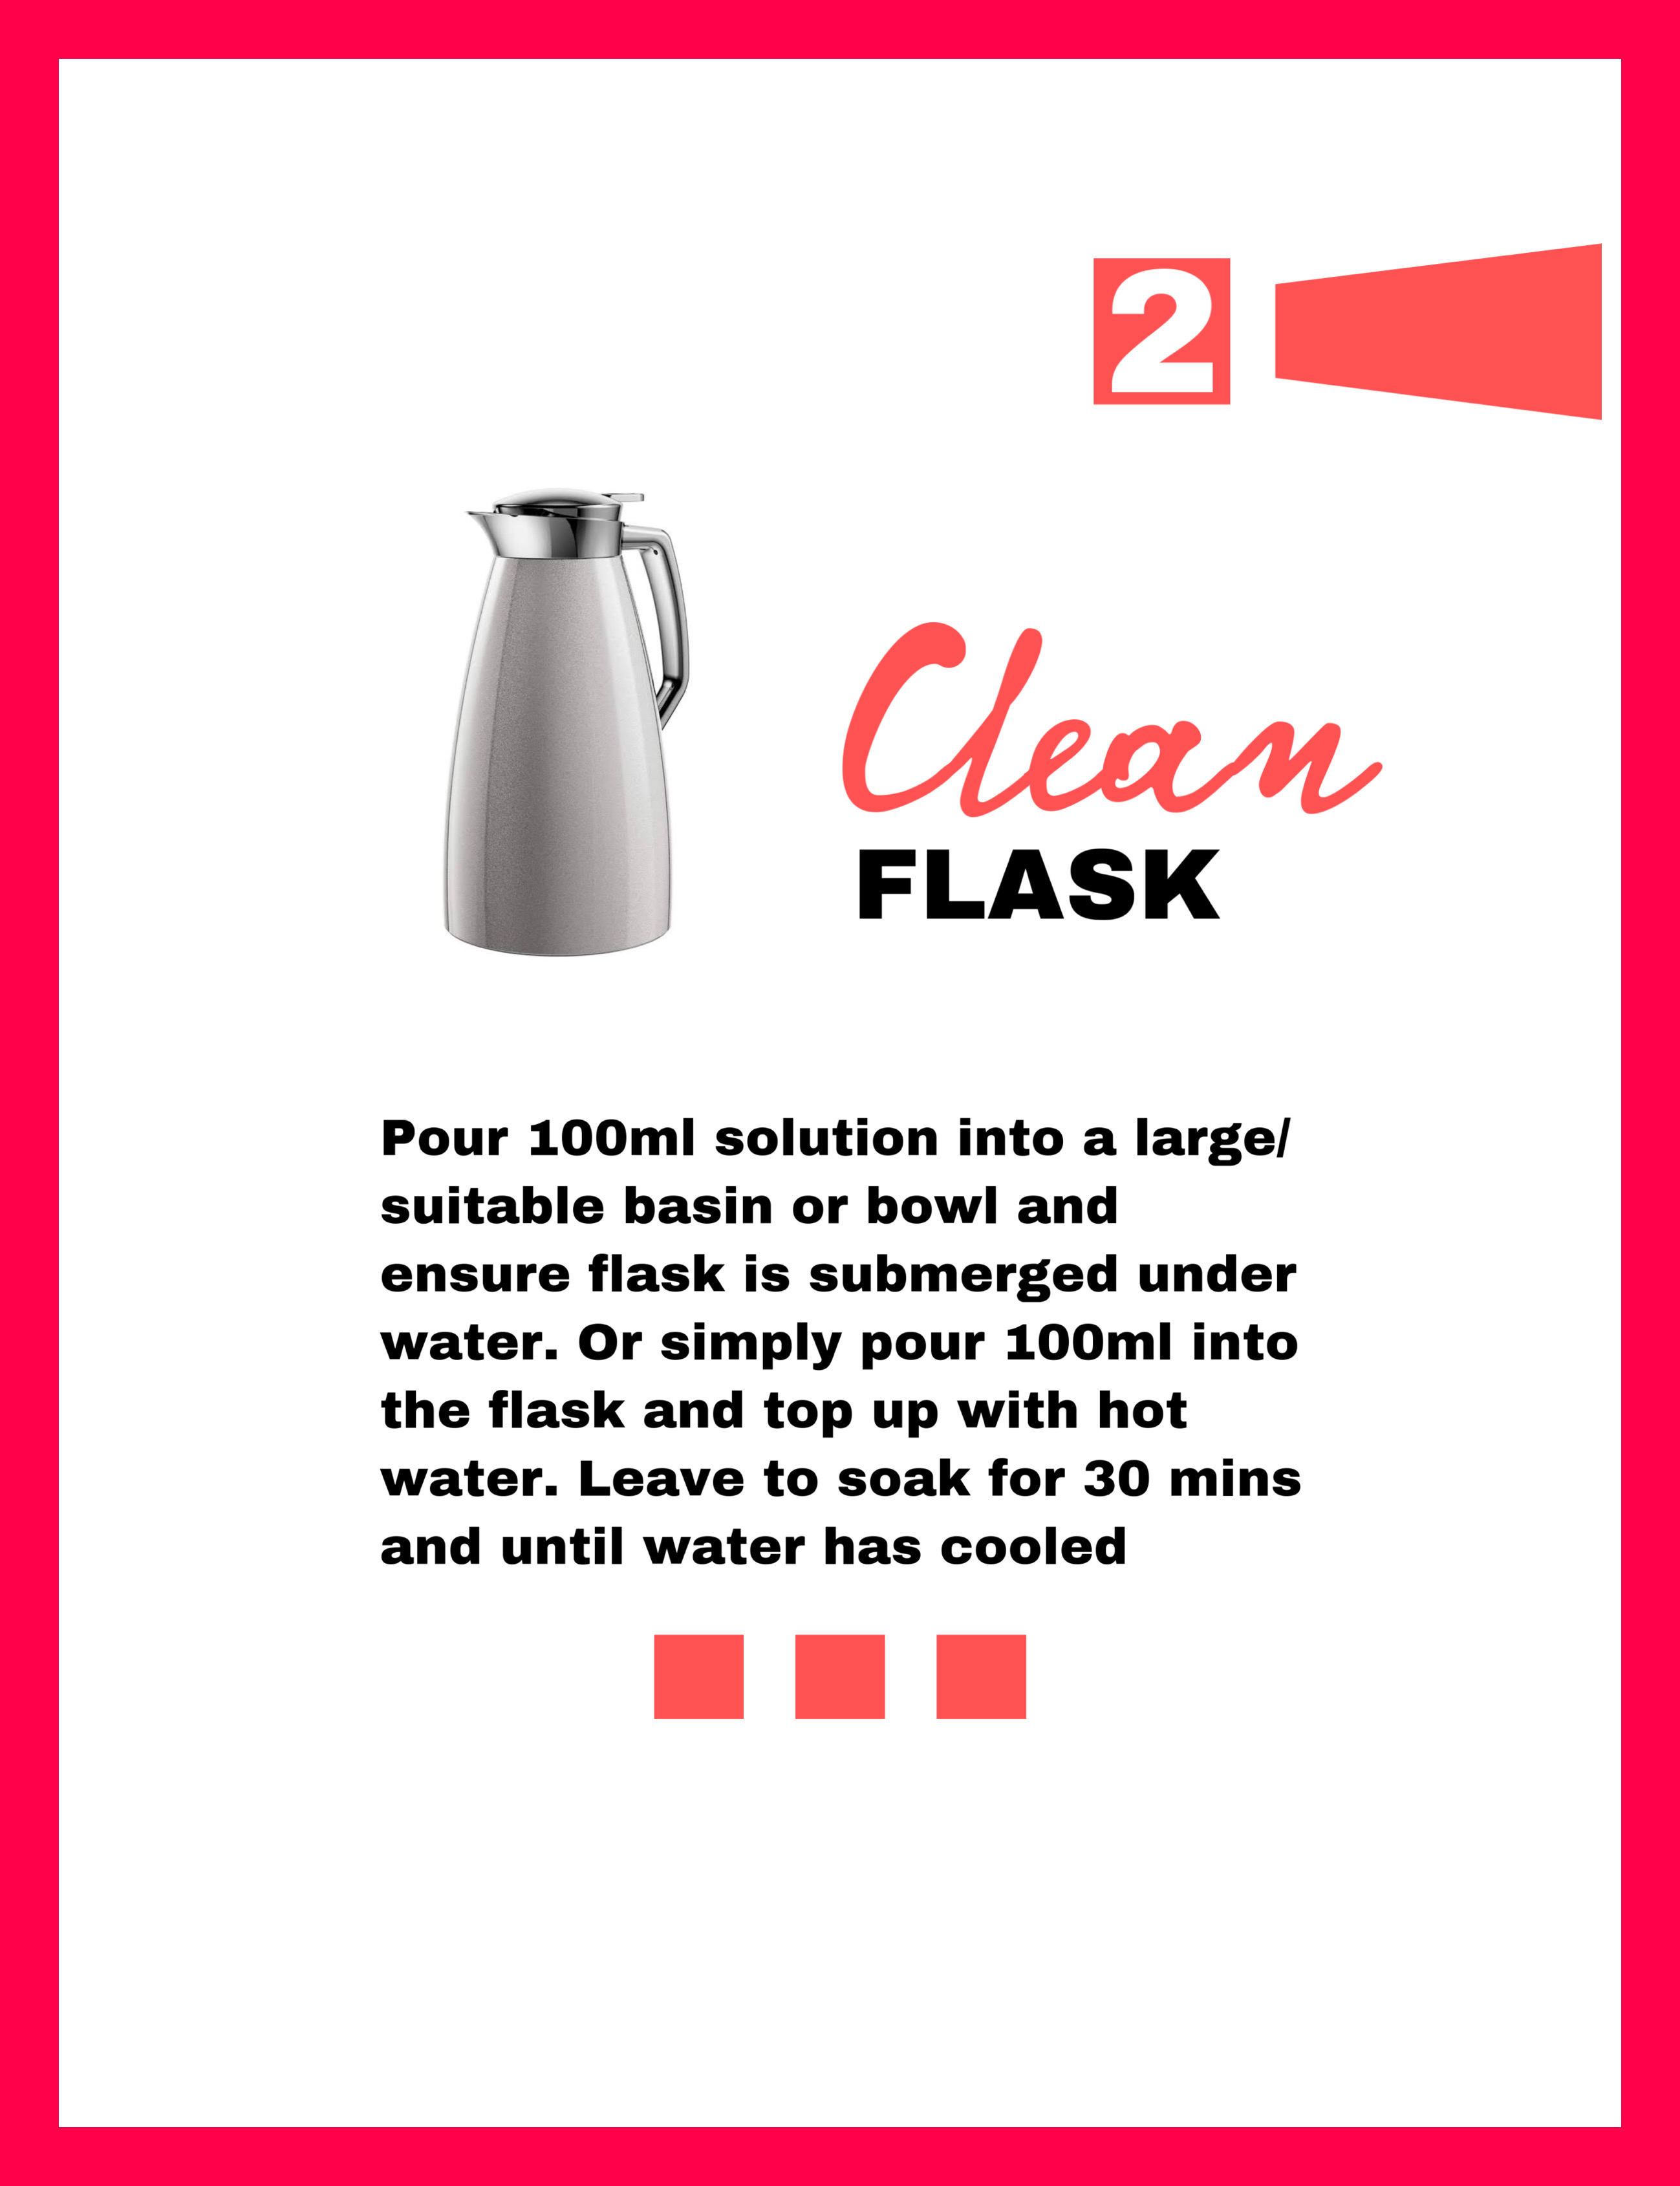 2
Clean
FLASK
Pour 100ml solution into a large/
suitable basin or bowl and
ensure flask is submerged under
water. Or simply pour 100ml into
the flask and top up with hot
water. Leave to soak for 30 mins
and until water has cooled